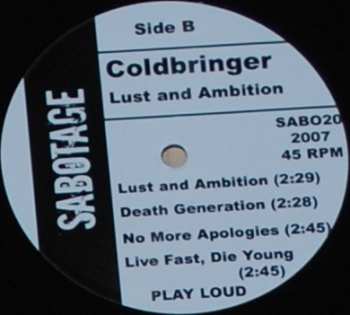 Side B
Coldbringer
Lust and Ambition
SABO20
2007
45 RPM
SABOTAGE
Lust and Ambition (2:29)
Death Generation (2:28)
No More Apologies (2:45)
Live Fast, Die Young
(2:45)
PLAY LOUD